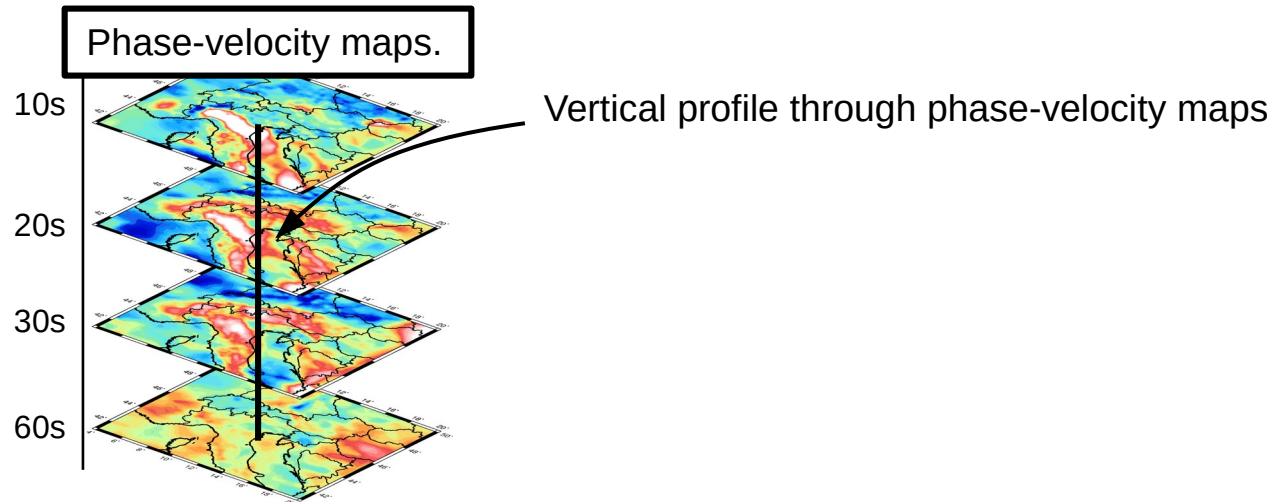 Phase-velocity maps.
10s
Vertical profile through phase-velocity maps
20s
30s
60s